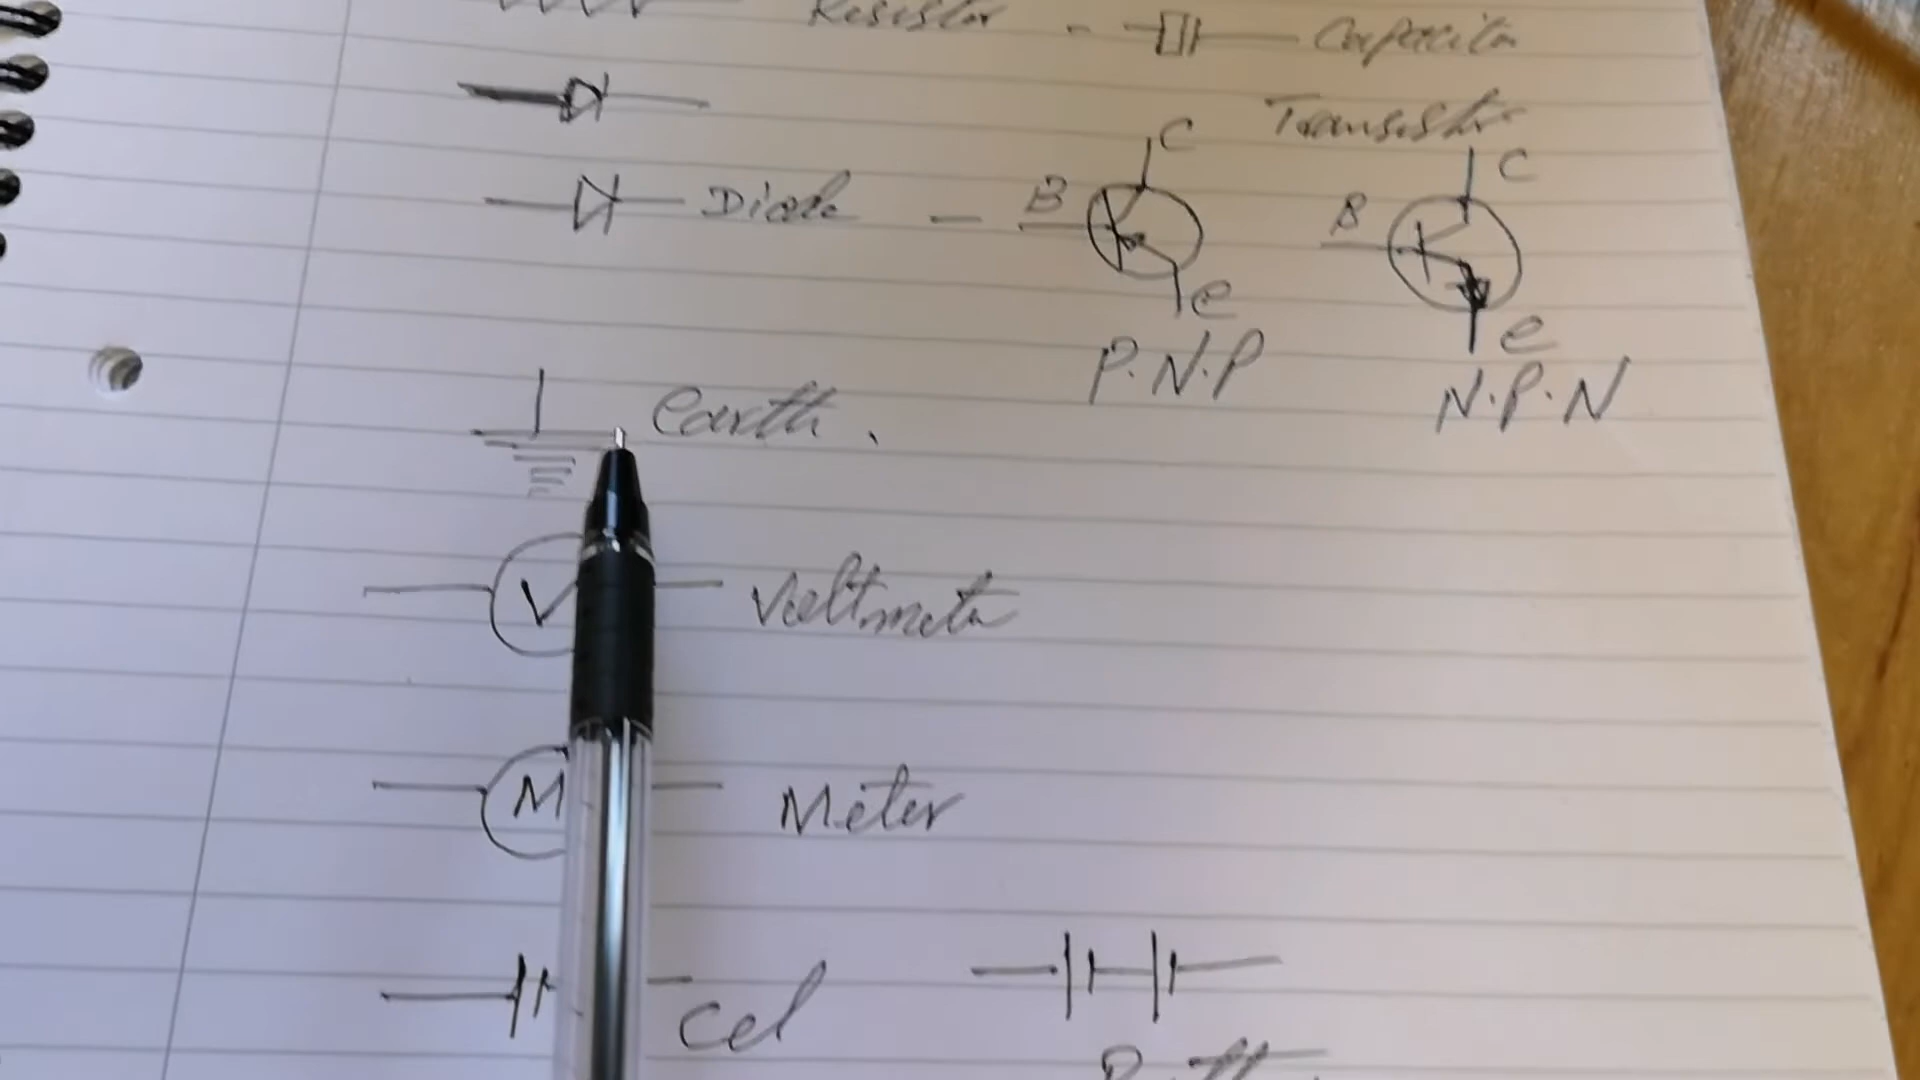 Resistor - Capacitor
Transistor
C C
Diode - B B
e e
P.N.P N.P.N
earth.
V Voltmeter
M Meter
Cel